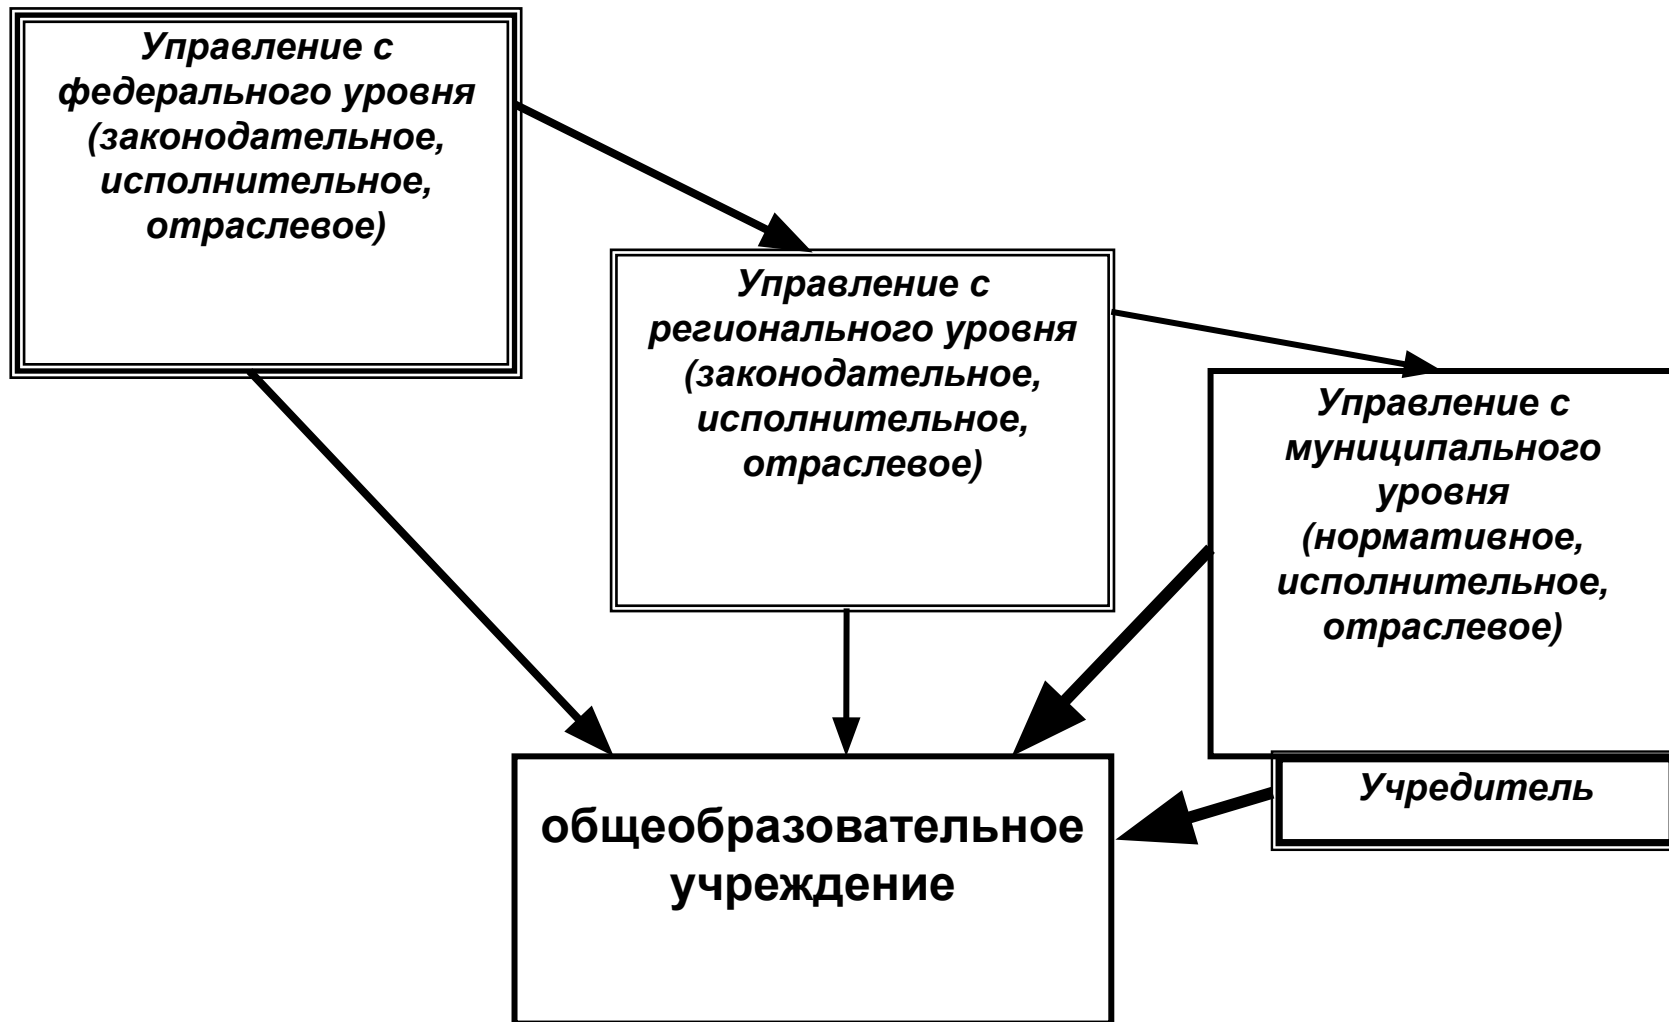 Управление с
федерального уровня
(законодательное,
исполнительное,
отраслевое)
Управление с
регионального уровня
(законодательное,
исполнительное,
отраслевое)
Управление с
муниципального
уровня
(нормативное,
исполнительное,
отраслевое)
Учредитель
общеобразовательное
учреждение